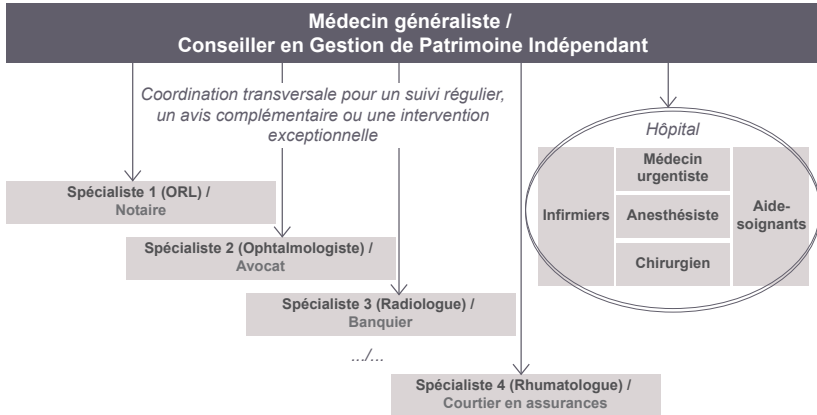 Médecin généraliste /
Conseiller en Gestion de Patrimoine Indépendant
Coordination transversale pour un suivi régulier,
un avis complémentaire ou une intervention
exceptionnelle
Spécialiste 1 (ORL) /
Notaire
Spécialiste 2 (Ophtalmologiste) /
Avocat
Spécialiste 3 (Radiologue) /
Banquier
.../...
Spécialiste 4 (Rhumatologue) /
Courtier en assurances
Hôpital
Infirmiers
Médecin
urgentiste
Anesthésiste
Chirurgien
Aide-
soignants